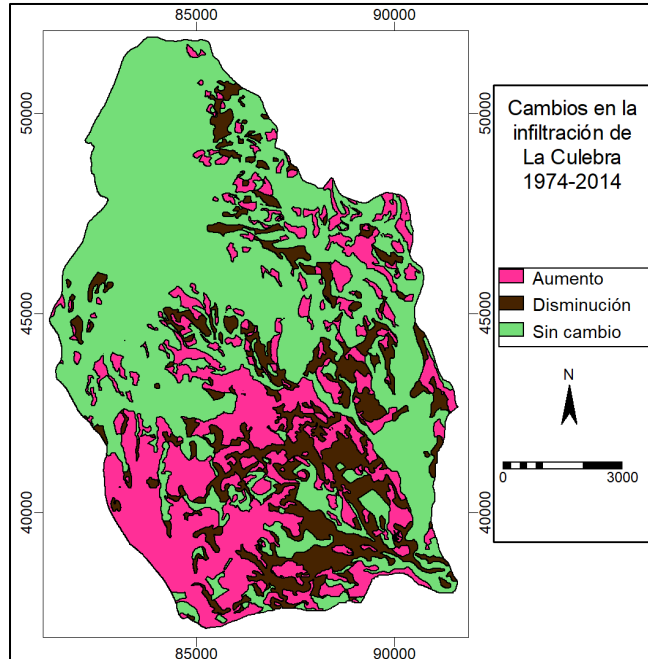 85000
90000
50000
45000
40000
50000
45000
40000
85000
90000
Cambios en la
infiltración de
La Culebra
1974-2014
Aumento
Disminución
Sin cambio
N
0
3000